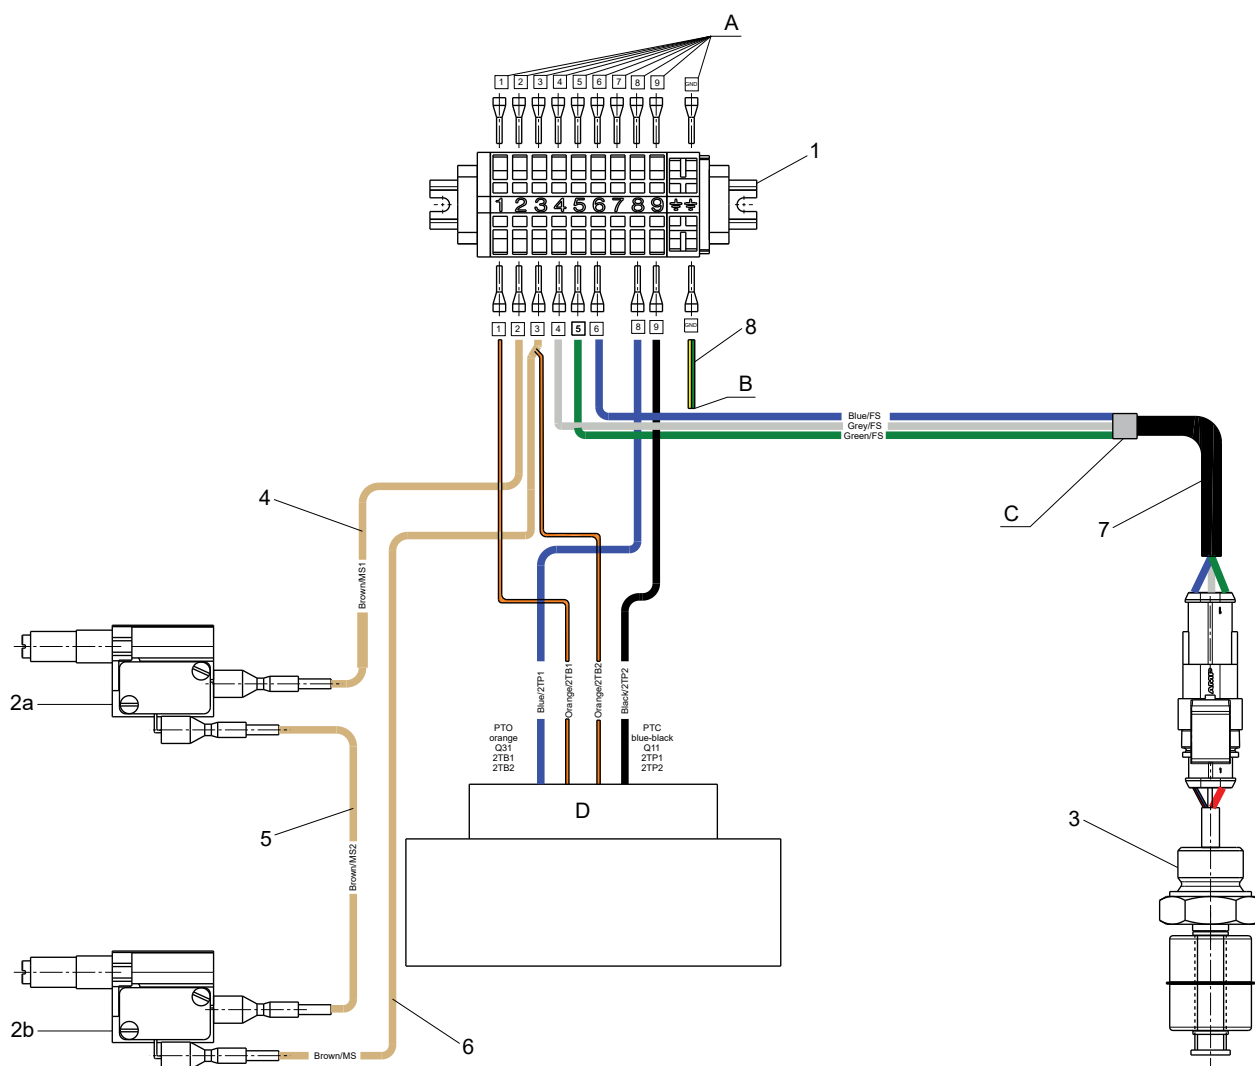 A
1 2 3 4 5 6 7 8 9 GND
1
1 2 3 4 5 6 7 8 9
1 2 3 4 5 6 8 9 GND
8
B
Blue/FS
Grey/FS
Green/FS
C
7
4
Brown/MS1
2a
Blue/2TP1
Orange/2TB1
Orange/2TB2
Black/2TP2
PTO
orange
Q31
2TB1
2TB2
PTC
blue-black
Q11
2TP1
2TP2
D
5
Brown/MS2
3
2b
Brown/MS
6